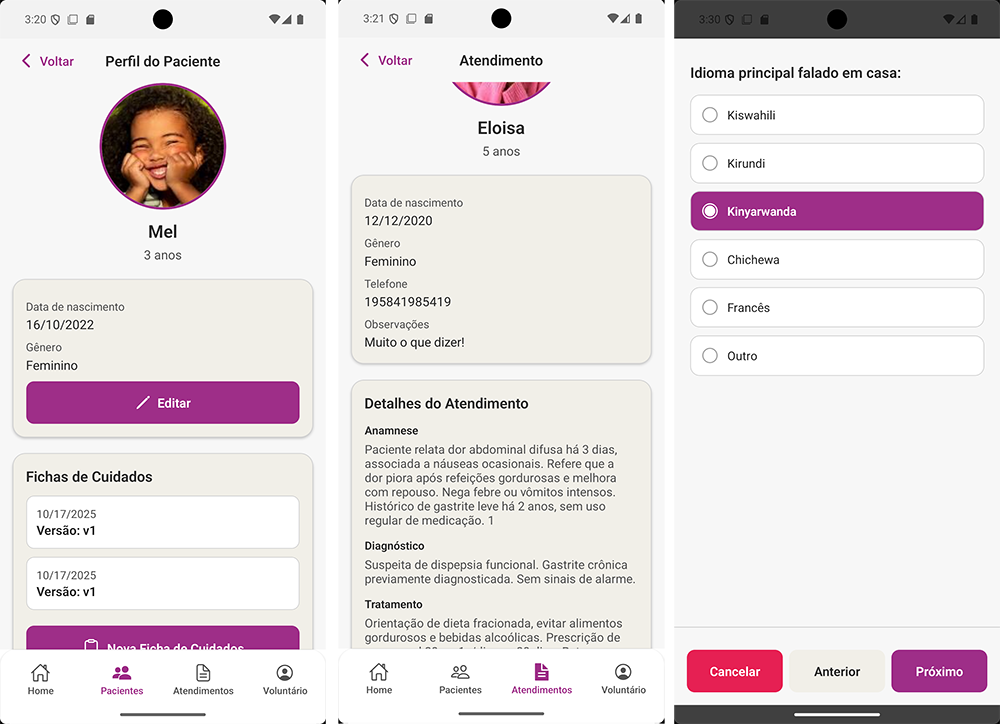 3:20
Voltar
Perfil do Paciente
Mel
3 anos
Data de nascimento
16/10/2022
Gênero
Feminino
Editar
Fichas de Cuidados
10/17/2025
Versão: v1
10/17/2025
Versão: v1
Nova Ficha de Cuidados
Home
Pacientes
Atendimentos
Voluntário
3:21
Voltar
Atendimento
Eloisa
5 anos
Data de nascimento
12/12/2020
Gênero
Feminino
Telefone
195841985419
Observações
Muito o que dizer!
Detalhes do Atendimento
Anamnese
Paciente relata dor abdominal difusa há 3 dias,
associada a náuseas ocasionais. Refere que a
dor piora após refeições gordurosas e melhora
com repouso. Nega febre ou vômitos intensos.
Histórico de gastrite leve há 2 anos, sem uso
regular de medicação. 1
Diagnóstico
Suspeita de dispepsia funcional. Gastrite crônica
previamente diagnosticada. Sem sinais de alarme.
Tratamento
Orientação de dieta fracionada, evitar alimentos
gordurosos e bebidas alcoólicas. Prescrição de
Home
Pacientes
Atendimentos
Voluntário
3:30
Idioma principal falado em casa:
Kiswahili
Kirundi
Kinyarwanda
Chichewa
Francês
Outro
Cancelar
Anterior
Próximo